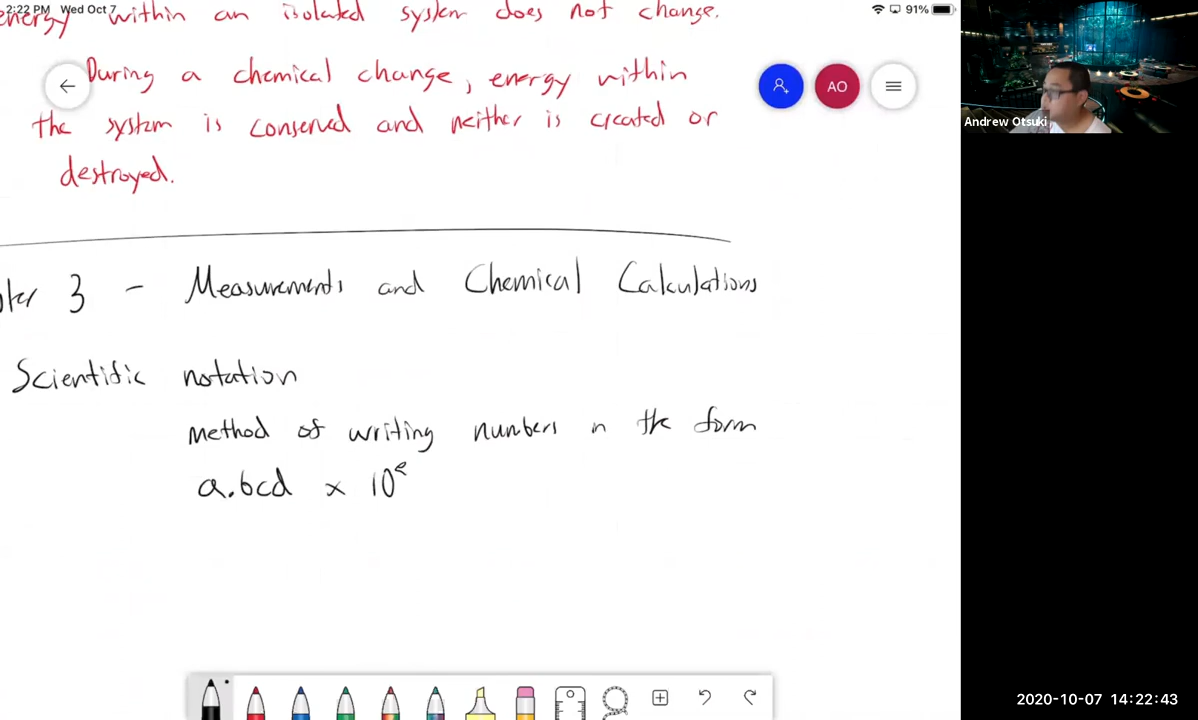 2:22 PM Wed Oct 7
91%
energy within an isolated system does not change.
During a chemical change, energy within
the system is conserved and neither is created or
destroyed.
AO
Andrew Otsuki
3 - Measurements and Chemical Calculations
Scientific notation
method of writing numbers in the form
a.bcd x 10^e
2020-10-07 14:22:43